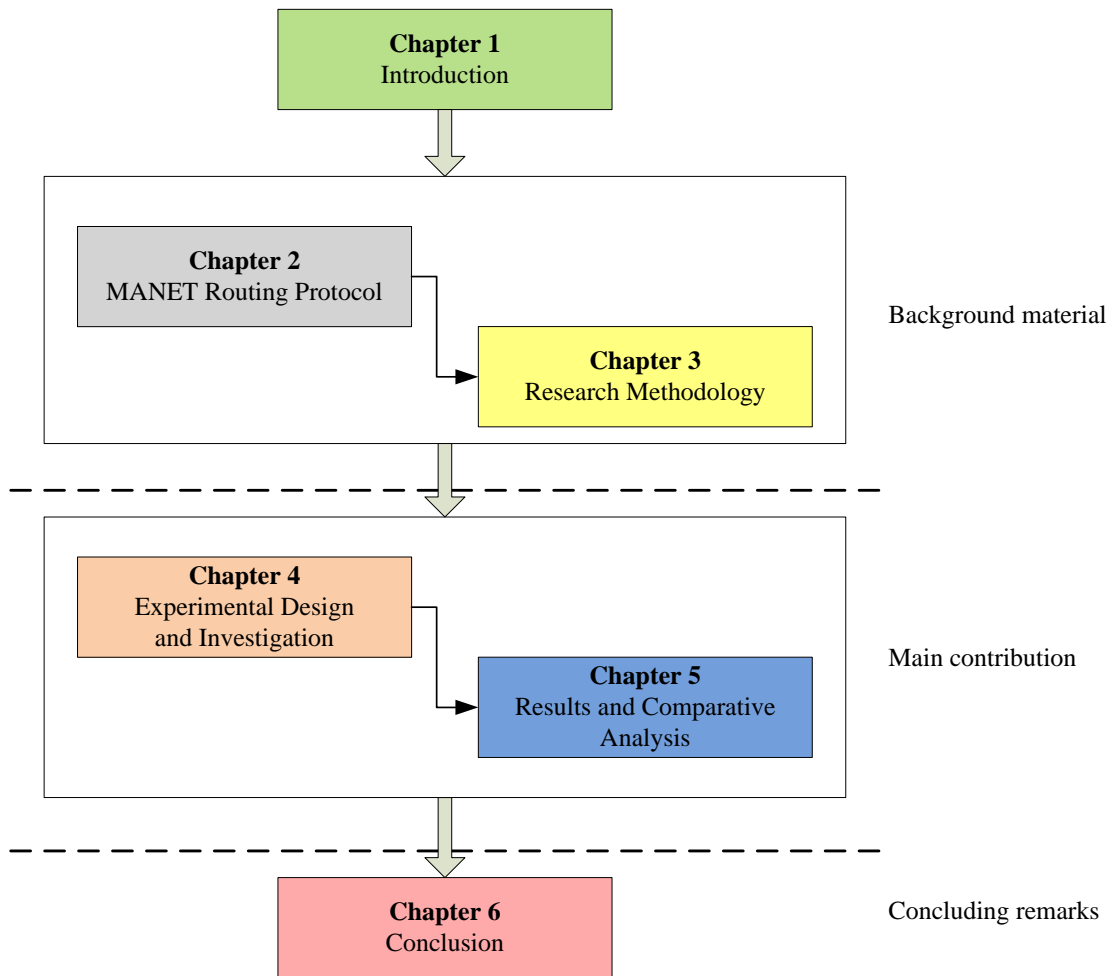 Chapter 1
Introduction
Chapter 2
MANET Routing Protocol
Background material
Chapter 3
Research Methodology
Chapter 4
Experimental Design
and Investigation
Main contribution
Chapter 5
Results and Comparative
Analysis
Chapter 6
Conclusion
Concluding remarks